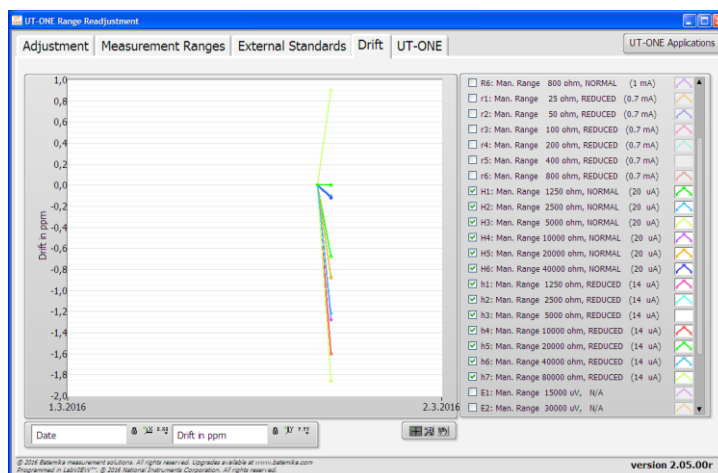 UT-ONE Range Readjustment
Adjustment Measurement Ranges External Standards Drift UT-ONE
UT-ONE Applications
1,0
0,8
0,6
0,4
0,2
0,0
-0,2
-0,4
-0,6
-0,8
-1,0
-1,2
-1,4
-1,6
-1,8
-2,0
Drift in ppm
1.3.2016 2.3.2016
R6: Man. Range 800 ohm, NORMAL (1 mA)
r1: Man. Range 25 ohm, REDUCED (0.7 mA)
r2: Man. Range 50 ohm, REDUCED (0.7 mA)
r3: Man. Range 100 ohm, REDUCED (0.7 mA)
r4: Man. Range 200 ohm, REDUCED (0.7 mA)
r5: Man. Range 400 ohm, REDUCED (0.7 mA)
r6: Man. Range 800 ohm, REDUCED (0.7 mA)
H1: Man. Range 1250 ohm, NORMAL (20 uA)
H2: Man. Range 2500 ohm, NORMAL (20 uA)
H3: Man. Range 5000 ohm, NORMAL (20 uA)
H4: Man. Range 10000 ohm, NORMAL (20 uA)
H5: Man. Range 20000 ohm, NORMAL (20 uA)
H6: Man. Range 40000 ohm, NORMAL (20 uA)
h1: Man. Range 1250 ohm, REDUCED (14 uA)
h2: Man. Range 2500 ohm, REDUCED (14 uA)
h3: Man. Range 5000 ohm, REDUCED (14 uA)
h4: Man. Range 10000 ohm, REDUCED (14 uA)
h5: Man. Range 20000 ohm, REDUCED (14 uA)
h6: Man. Range 40000 ohm, REDUCED (14 uA)
h7: Man. Range 80000 ohm, REDUCED (14 uA)
E1: Man. Range 15000 uV, N/A
E2: Man. Range 30000 uV, N/A
Date Drift in ppm
© 2016 Batemika measurement solutions. All rights reserved. Upgrades available at www.batemika.com
Programmed in LabVIEW™. © 2016 National Instruments Corporation. All rights reserved.
version 2.05.00r